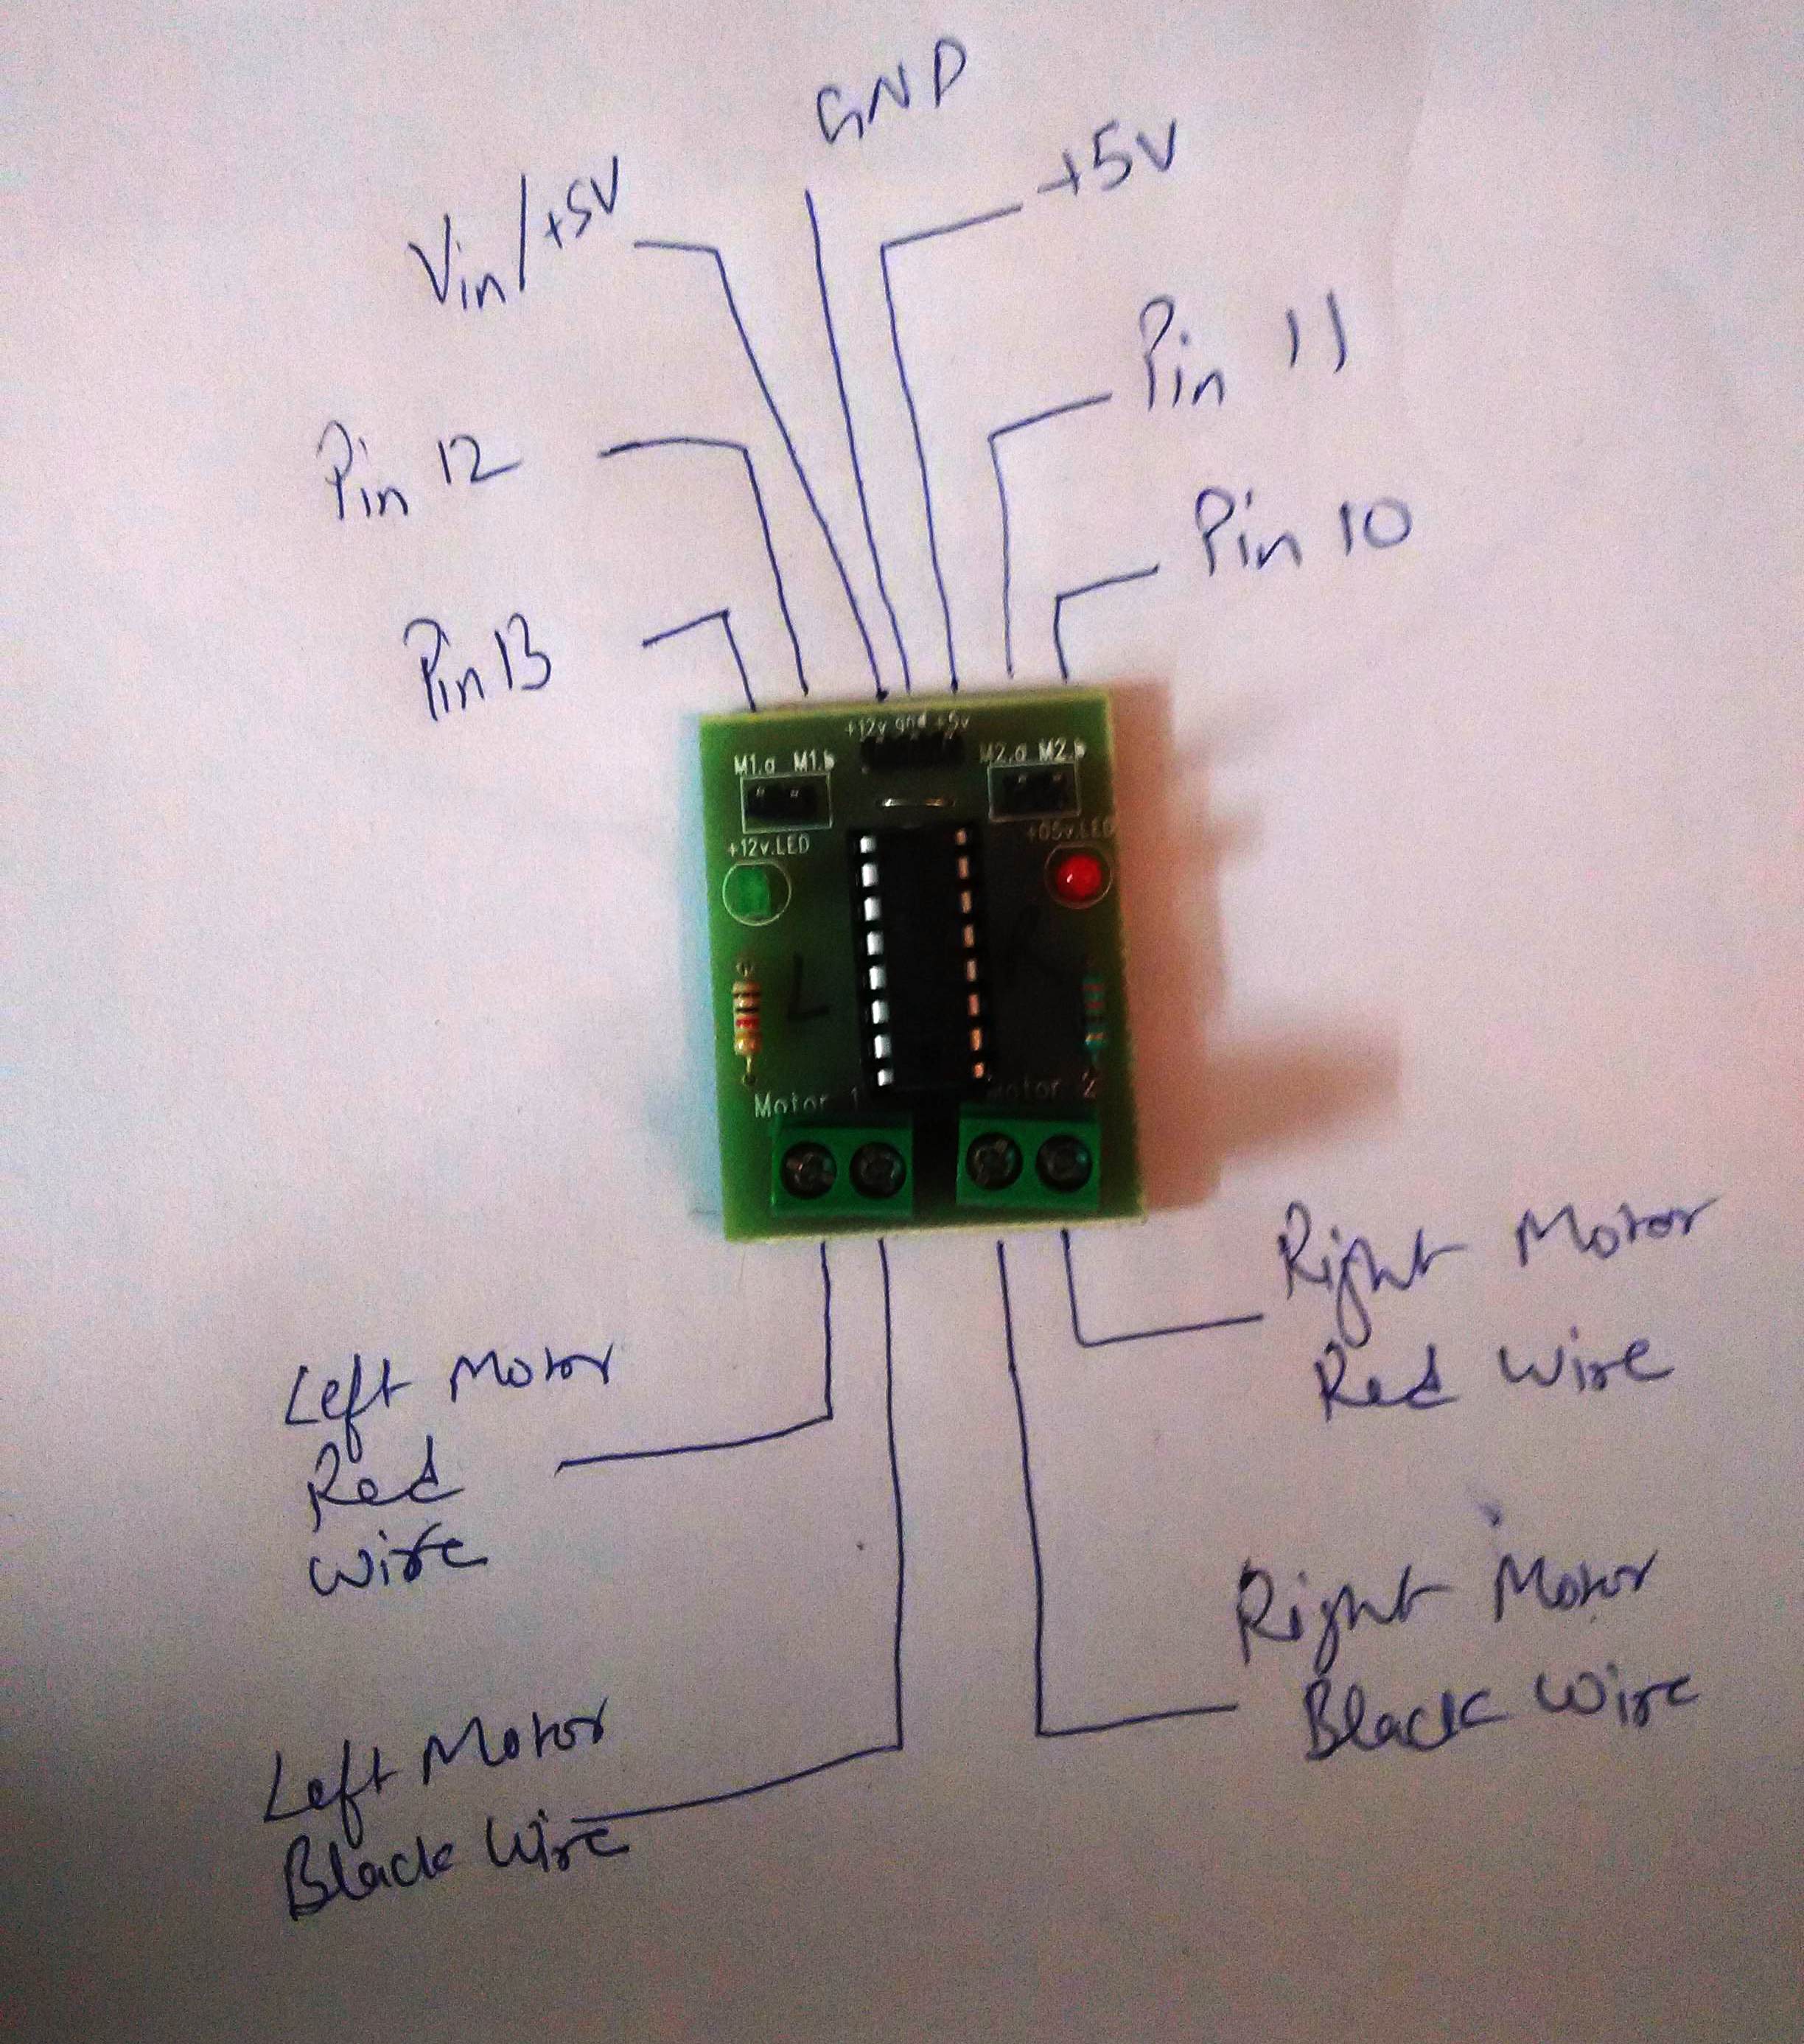 GND
+5V
Vin/+5V
Pin 11
Pin 12
Pin 10
Pin 13
+12v gnd +5v
M1.a M1.b
M2.a M2.b
+12v.LED
+05v.LED
L
Motor 1
Motor 2
Right Motor
Red Wire
Left Motor
Red
Wire
Right Motor
Black Wire
Left Motor
Black Wire